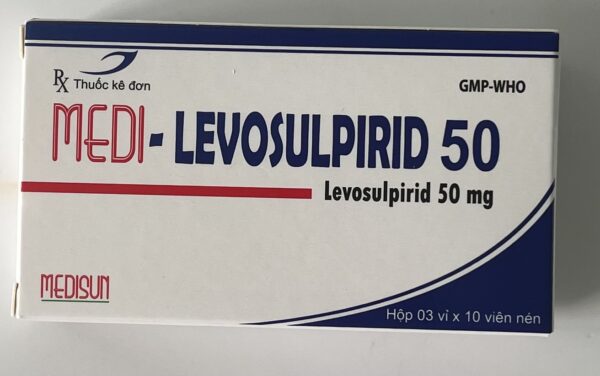 Rx Thuốc kê đơn
GMP-WHO
MEDI-LEVOSULPIRID 50
Levosulpirid 50 mg
MEDISUN
Hộp 03 vỉ x 10 viên nén